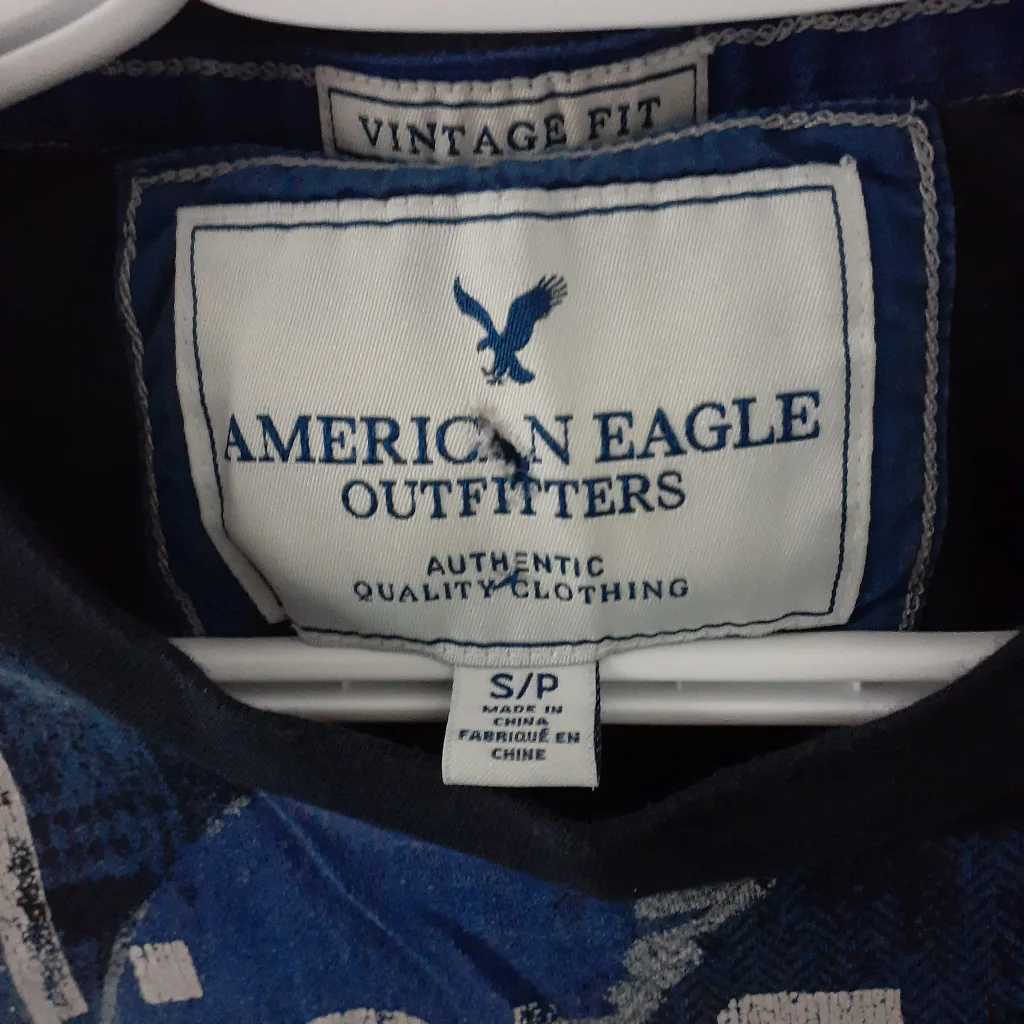 VINTAGE FIT
AMERICAN EAGLE
OUTFITTERS
AUTHENTIC
QUALITY CLOTHING
S/P
MADE IN
CHINA
FABRIQUÉ EN
CHINE